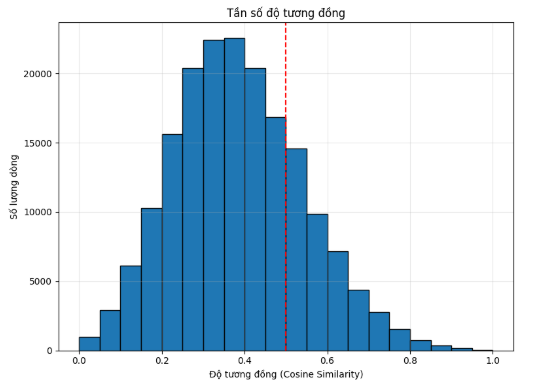 Tần số độ tương đồng
Số lượng dòng
20000
15000
10000
5000
0
0.0 0.2 0.4 0.6 0.8 1.0
Độ tương đồng (Cosine Similarity)